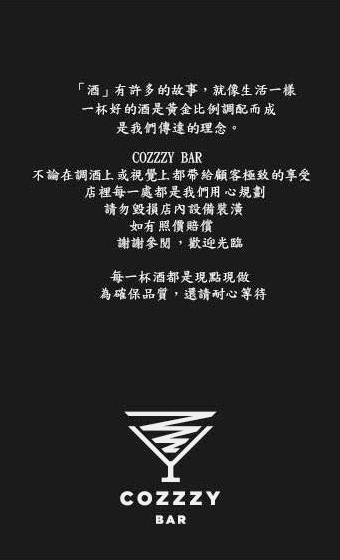 「酒」有許多的故事，就像生活一樣
一杯好的酒是黃金比例調配而成
是我們傳達的理念。
COZZZY BAR
不論在調酒上或視覺上都帶給顧客極致的享受
店裡每一處都是我們用心規劃
請勿毀損店內設備裝潢
如有照價賠償
謝謝參閱，歡迎光臨
每一杯酒都是現點現做
為確保品質，還請耐心等待
COZZZY
BAR